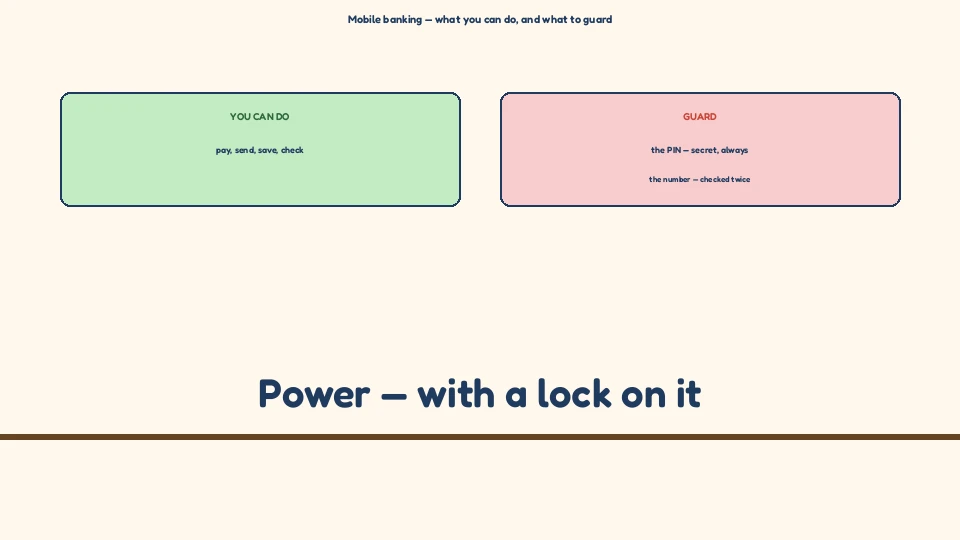 Mobile banking — what you can do, and what to guard
YOU CAN DO
pay, send, save, check
GUARD
the PIN — secret, always
the number — checked twice
Power — with a lock on it